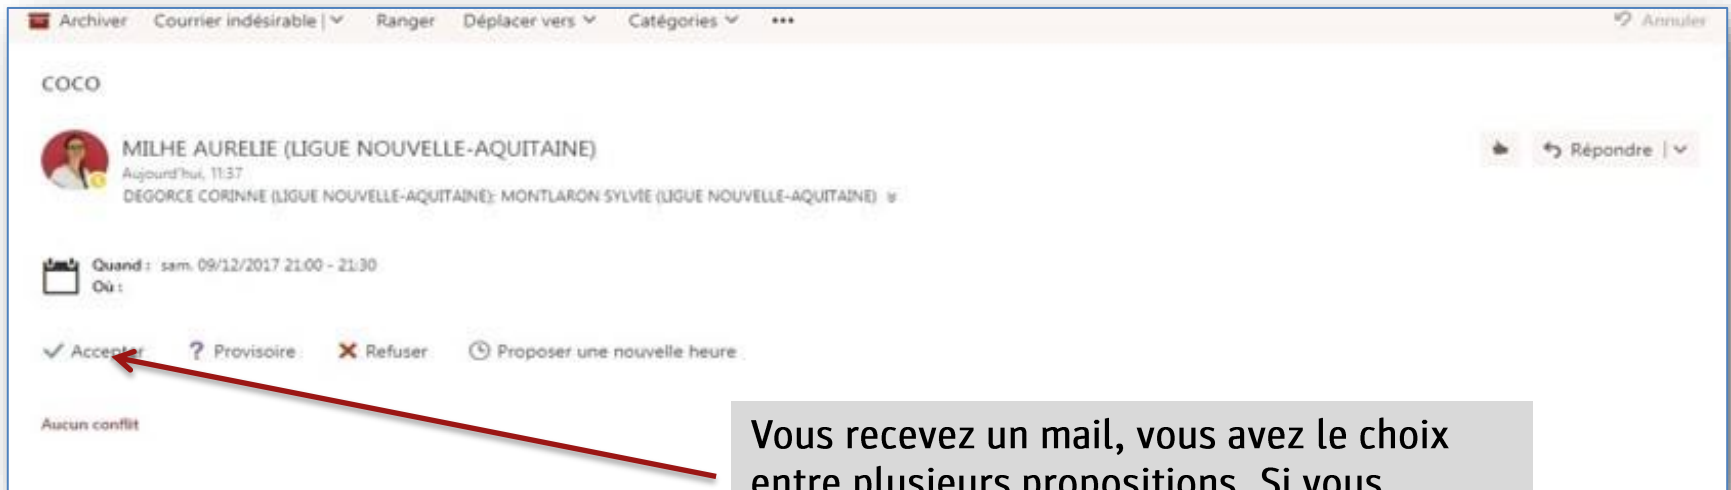 Archiver Courrier indésirable | Ranger Déplacer vers Catégories ••• Annuler
COCO
MILHE AURELIE (LIGUE NOUVELLE-AQUITAINE)
Répondre |
Aujourd'hui, 11:37
DEGORCE CORINNE (LIGUE NOUVELLE-AQUITAINE); MONTLARON SYLVIE (LIGUE NOUVELLE-AQUITAINE)
Quand : sam. 09/12/2017 21:00 - 21:30
Où :
Accepter ? Provisoire Refuser Proposer une nouvelle heure
Aucun conflit
Vous recevez un mail, vous avez le choix
entre plusieurs propositions. Si vous